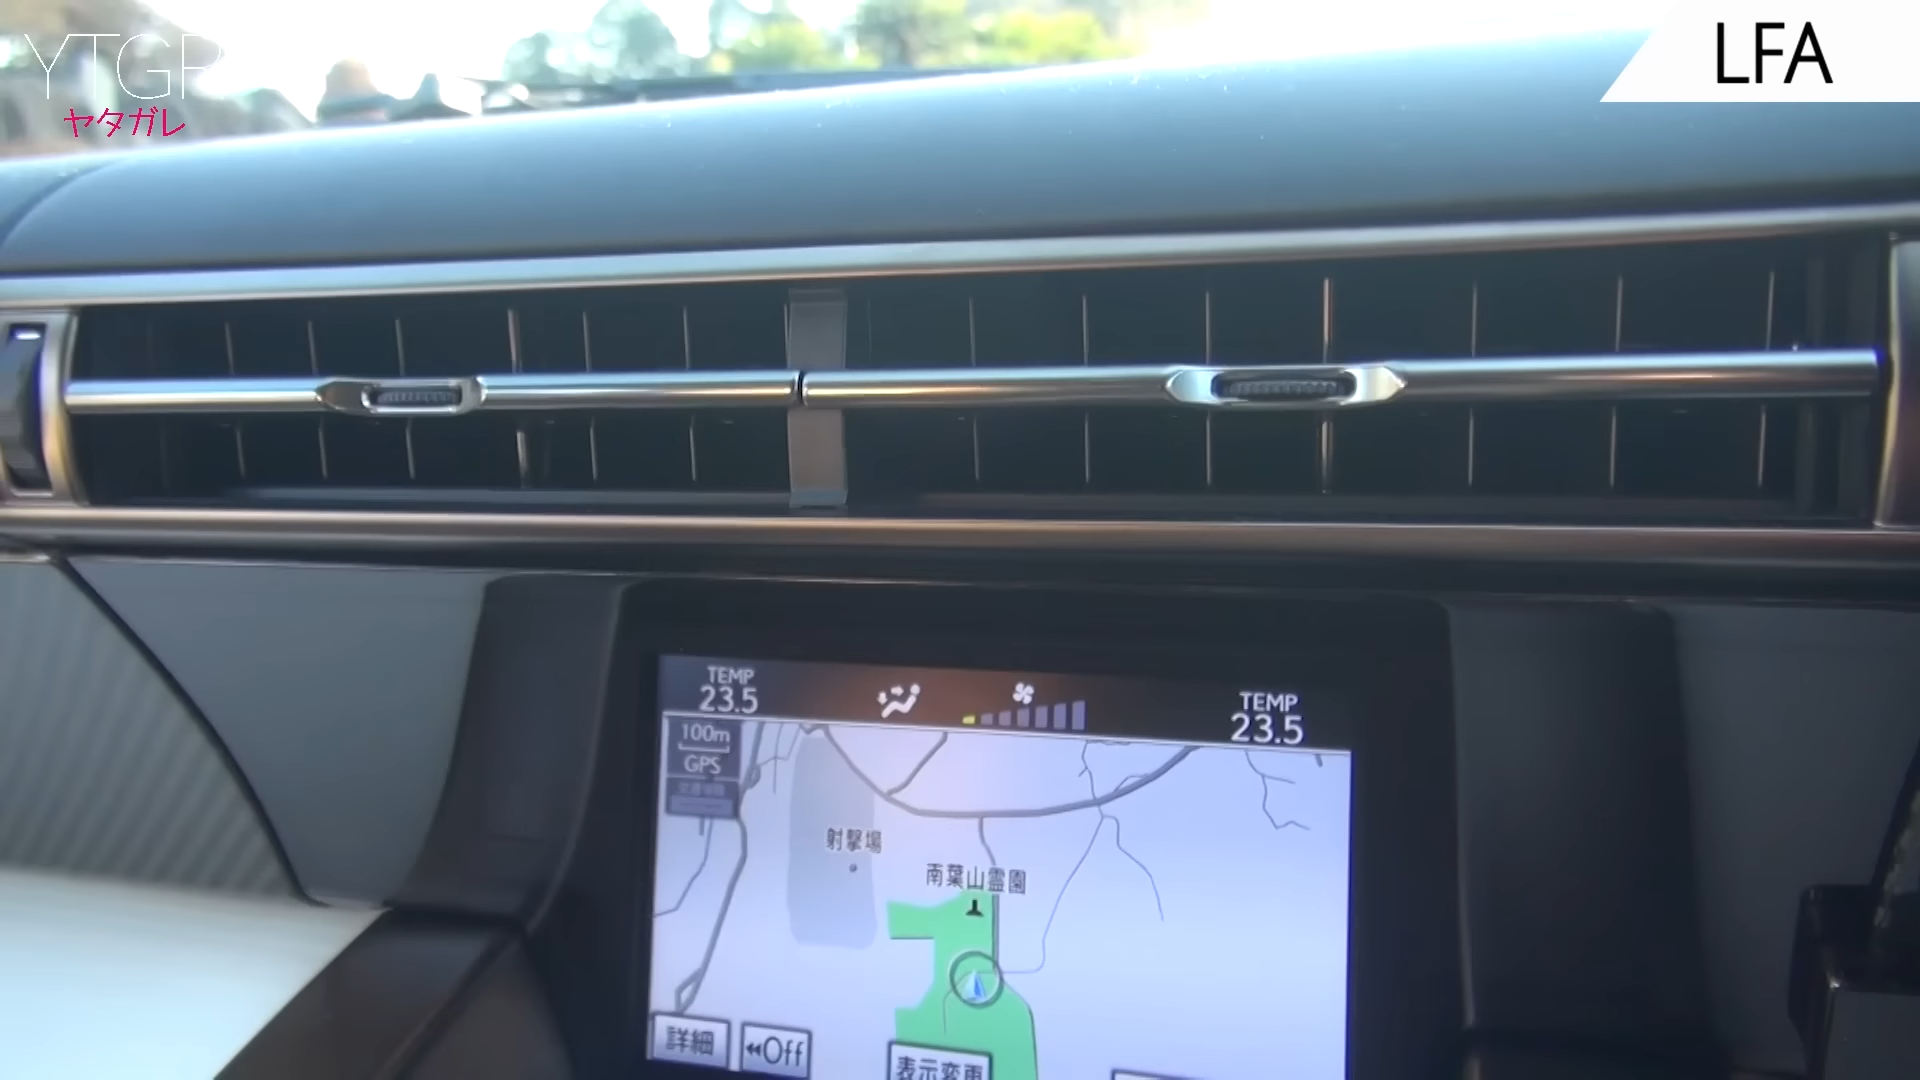 LFA
YTGR
ヤタガレ
TEMP
23.5
TEMP
23.5
100m
GPS
射撃場
南葉山霊園
詳細
Off
表示変更